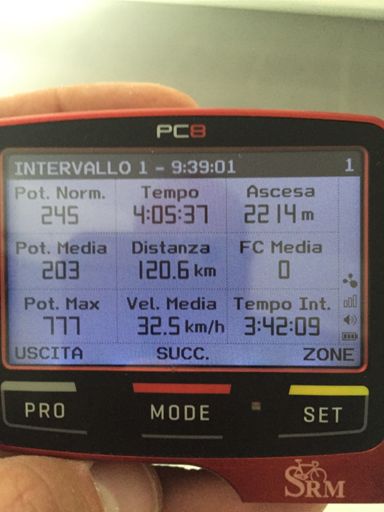 PC8
INTERVALLO 1 - 9:39:01 1
Pot. Norm. Tempo Ascesa
245 4:05:37 2214 m
Pot. Media Distanza FC Media
203 120.6 km 0
Pot. Max Vel. Media Tempo Int.
777 32.5 km/h 3:42:09
USCITA SUCC. ZONE
PRO MODE SET
SRM